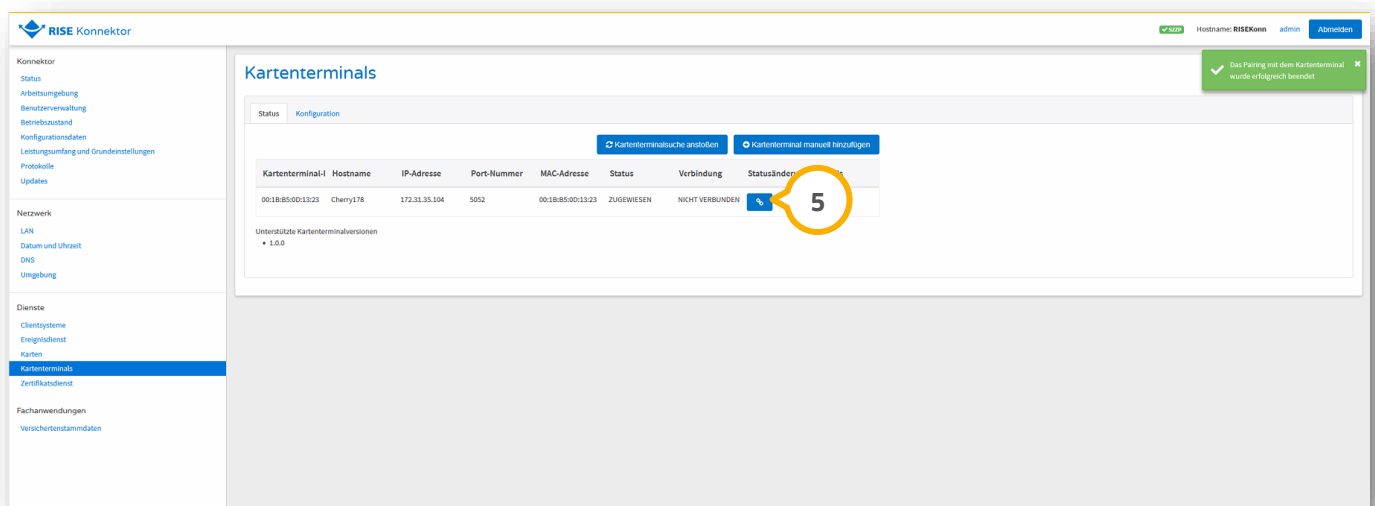 RISE Konnektor
5229
Hostname: RISEKonn
admin
Abmelden
Das Pairing mit dem Kartenterminal
wurde erfolgreich beendet
Konnektor
Status
Arbeitsumgebung
Benutzerverwaltung
Betriebszustand
Konfigurationsdaten
Leistungsumfang und Grundeinstellungen
Protokolle
Updates
Netzwerk
LAN
Datum und Uhrzeit
DNS
Umgebung
Dienste
Clientsysteme
Ereignisdienst
Karten
Kartenterminals
Zertifikatsdienst
Fachanwendungen
Versichertenstammdaten
Kartenterminals
Status Konfiguration
Kartenterminalsuche anstoßen Kartenterminal manuell hinzufügen
Kartenterminal-I Hostname IP-Adresse Port-Nummer MAC-Adresse Status Verbindung Statusänder
00:1B:B5:0D:13:23 Cherry178 172.31.35.104 5052 00:1B:B5:0D:13:23 ZUGEWIESEN NICHT VERBUNDEN
5
Unterstützte Kartenterminalversionen
• 1.0.0